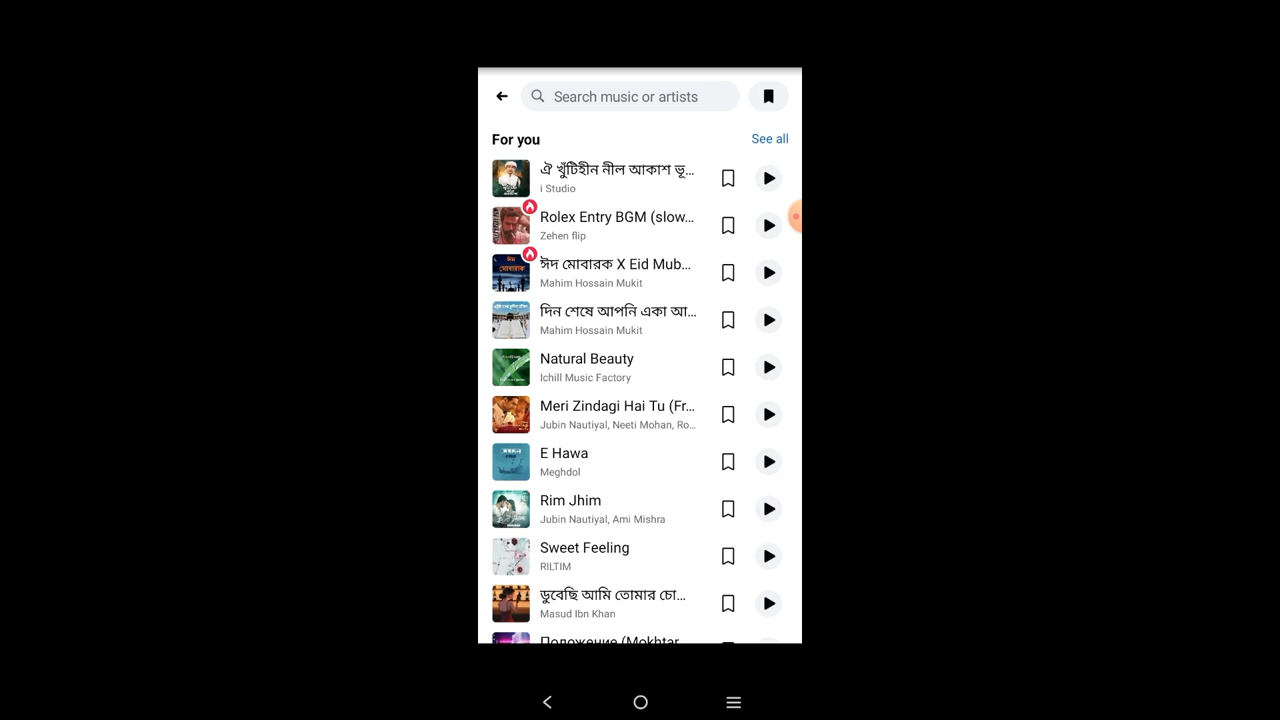 Search music or artists
For you
See all
ঐ খুঁটিহীন নীল আকাশ ভূ...
i Studio
Rolex Entry BGM (slow...
Zehen flip
ঈদ মোবারক X Eid Mub...
Mahim Hossain Mukit
দিন শেষে আপনি একা আ...
Mahim Hossain Mukit
Natural Beauty
Ichill Music Factory
Meri Zindagi Hai Tu (Fr...
Jubin Nautiyal, Neeti Mohan, Ro...
E Hawa
Meghdol
Rim Jhim
Jubin Nautiyal, Ami Mishra
Sweet Feeling
RILTIM
ডুবেছি আমি তোমার চো...
Masud Ibn Khan
Положение (Mokhtar